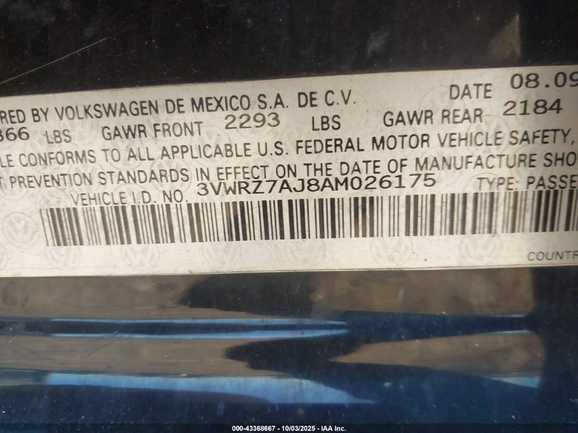 RED BY VOLKSWAGEN DE MEXICO S.A. DE C.V. DATE 08.09
366 LBS GAWR FRONT 2293 LBS GAWR REAR 2184
LE CONFORMS TO ALL APPLICABLE U.S. FEDERAL MOTOR VEHICLE SAFETY,
T PREVENTION STANDARDS IN EFFECT ON THE DATE OF MANUFACTURE SHO
VEHICLE I.D. NO. 3VWRZ7AJ8AM026175 TYPE: PASSE
COUNTR
000-43368667 • 10/03/2025 • IAA Inc.